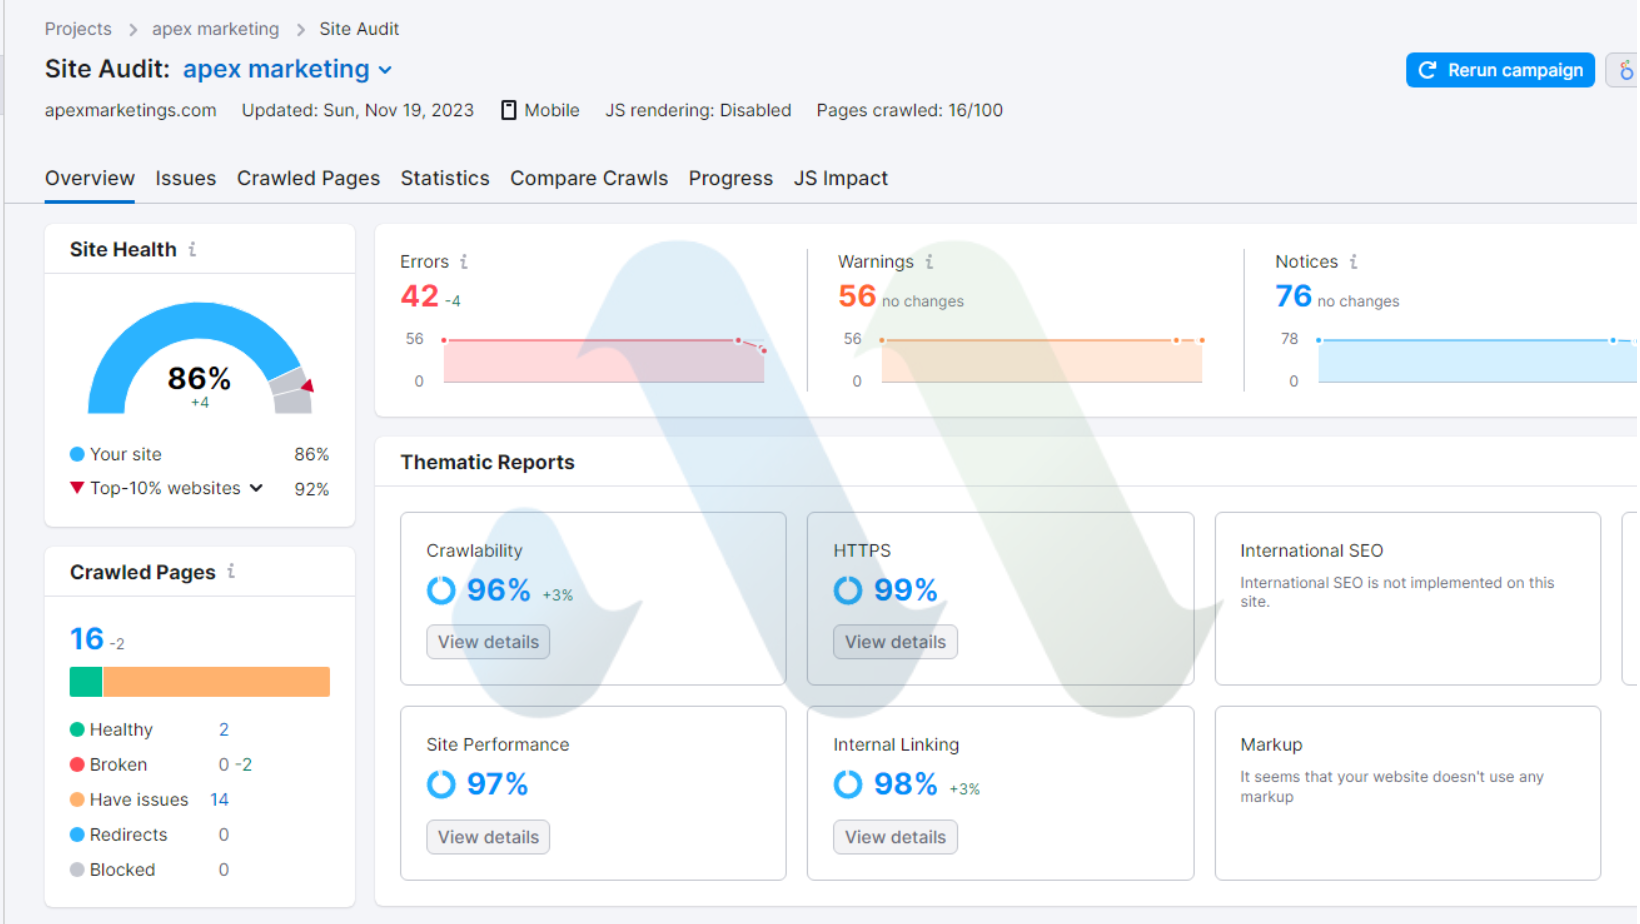 Projects > apex marketing > Site Audit
Site Audit: apex marketing
Rerun campaign
apexmarketings.com Updated: Sun, Nov 19, 2023 Mobile JS rendering: Disabled Pages crawled: 16/100
Overview Issues Crawled Pages Statistics Compare Crawls Progress JS Impact
Site Health i
86%
+4
Your site 86%
Top-10% websites 92%
Errors i
42 -4
56
0
Warnings i
56 no changes
56
0
Notices i
76 no changes
78
0
Crawled Pages i
16 -2
Healthy 2
Broken 0 -2
Have issues 14
Redirects 0
Blocked 0
Thematic Reports
Crawlability
96% +3%
View details
HTTPS
99%
View details
International SEO
International SEO is not implemented on this
site.
Site Performance
97%
View details
Internal Linking
98% +3%
View details
Markup
It seems that your website doesn't use any
markup